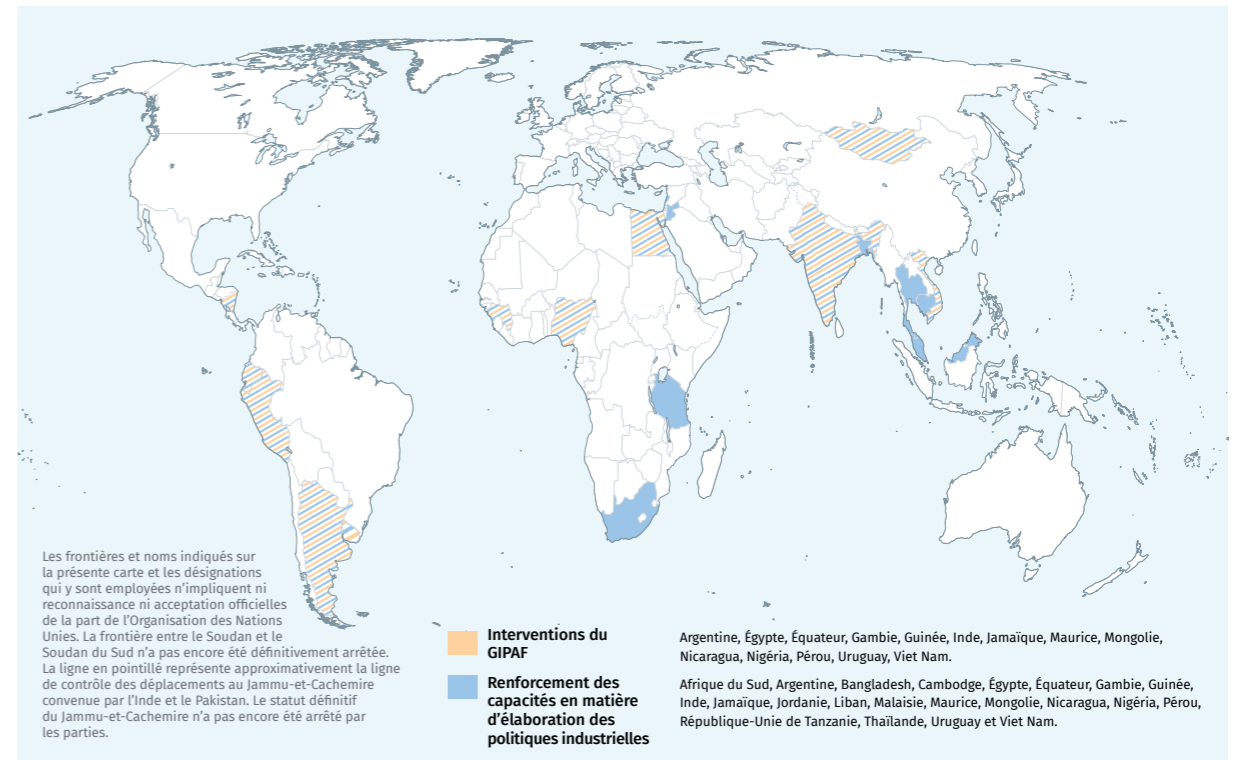 Les frontières et noms indiqués sur
la présente carte et les désignations
qui y sont employées n'impliquent ni
reconnaissance ni acceptation officielles
de la part de l'Organisation des Nations
Unies. La frontière entre le Soudan et le
Soudan du Sud n'a pas encore été définitivement arrêtée.
La ligne en pointillé représente approximativement la ligne
de contrôle des déplacements au Jammu-et-Cachemire
convenue par l'Inde et le Pakistan. Le statut définitif
du Jammu-et-Cachemire n'a pas encore été arrêté par
les parties.
Interventions du
GIPAF
Argentine, Égypte, Équateur, Gambie, Guinée, Inde, Jamaïque, Maurice, Mongolie,
Nicaragua, Nigéria, Pérou, Uruguay, Viet Nam.
Renforcement des
capacités en matière
d'élaboration des
politiques industrielles
Afrique du Sud, Argentine, Bangladesh, Cambodge, Égypte, Équateur, Gambie, Guinée,
Inde, Jamaïque, Jordanie, Liban, Malaisie, Maurice, Mongolie, Nicaragua, Nigéria, Pérou,
République-Unie de Tanzanie, Thaïlande, Uruguay et Viet Nam.